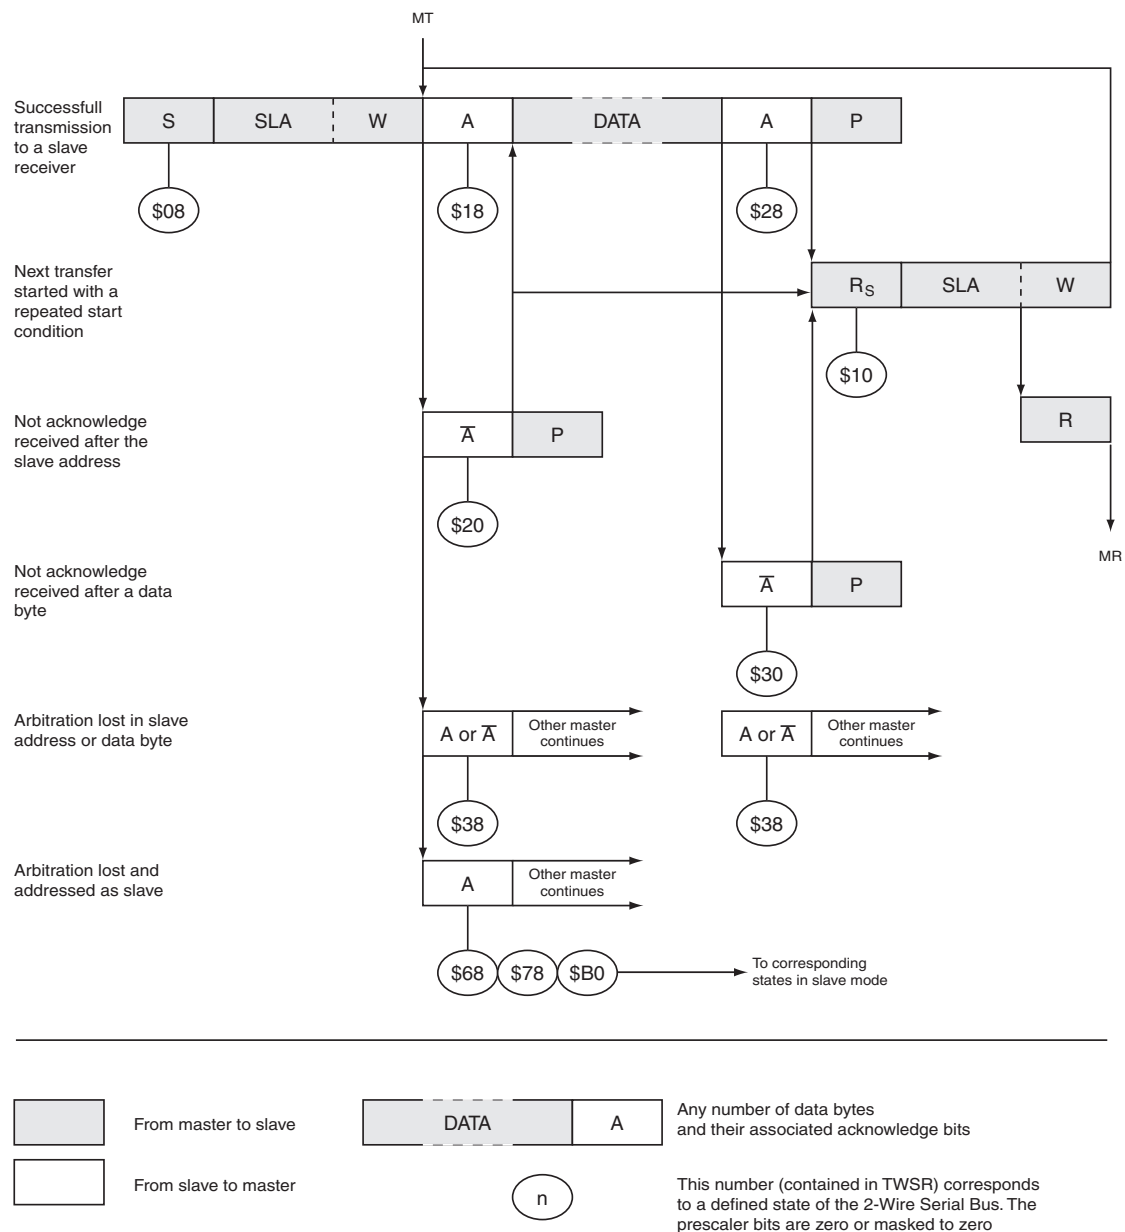 MT
Successfull
transmission
to a slave
receiver
S SLA W A DATA A P
$08 $18 $28
Next transfer
started with a
repeated start
condition
RS SLA W
$10
Not acknowledge
received after the
slave address
A̅ P
R
$20
MR
Not acknowledge
received after a data
byte
A̅ P
$30
Arbitration lost in slave
address or data byte
A or A̅ Other master
continues
A or A̅ Other master
continues
$38 $38
Arbitration lost and
addressed as slave
A Other master
continues
$68 $78 $B0
To corresponding
states in slave mode
From master to slave
DATA A
Any number of data bytes
and their associated acknowledge bits
From slave to master
n
This number (contained in TWSR) corresponds
to a defined state of the 2-Wire Serial Bus. The
prescaler bits are zero or masked to zero